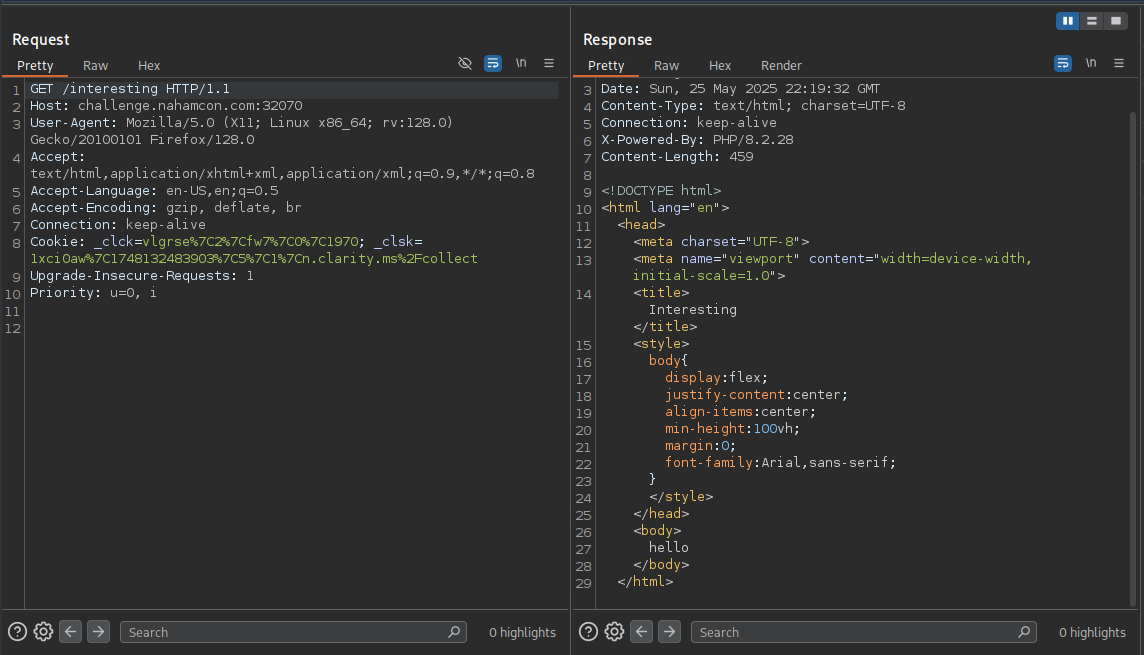 Request
Pretty Raw Hex \n
1 GET /interesting HTTP/1.1
2 Host: challenge.nahamcon.com:32070
3 User-Agent: Mozilla/5.0 (X11; Linux x86_64; rv:128.0)
Gecko/20100101 Firefox/128.0
4 Accept:
text/html,application/xhtml+xml,application/xml;q=0.9,*/*;q=0.8
5 Accept-Language: en-US,en;q=0.5
6 Accept-Encoding: gzip, deflate, br
7 Connection: keep-alive
8 Cookie: _clck=vlgrse%7C2%7Cfw7%7C0%7C1970; _clsk=
1xci0aw%7C1748132483903%7C5%7C1%7Cn.clarity.ms%2Fcollect
9 Upgrade-Insecure-Requests: 1
10 Priority: u=0, i
11
12
Search 0 highlights
Response
Pretty Raw Hex Render \n
3 Date: Sun, 25 May 2025 22:19:32 GMT
4 Content-Type: text/html; charset=UTF-8
5 Connection: keep-alive
6 X-Powered-By: PHP/8.2.28
7 Content-Length: 459
8
9 <!DOCTYPE html>
10 <html lang="en">
11 <head>
12 <meta charset="UTF-8">
13 <meta name="viewport" content="width=device-width,
initial-scale=1.0">
14 <title>
Interesting
</title>
15 <style>
16 body{
17 display:flex;
18 justify-content:center;
19 align-items:center;
20 min-height:100vh;
21 margin:0;
22 font-family:Arial,sans-serif;
23 }
24 </style>
25 </head>
26 <body>
27 hello
28 </body>
29 </html>
Search 0 highlights